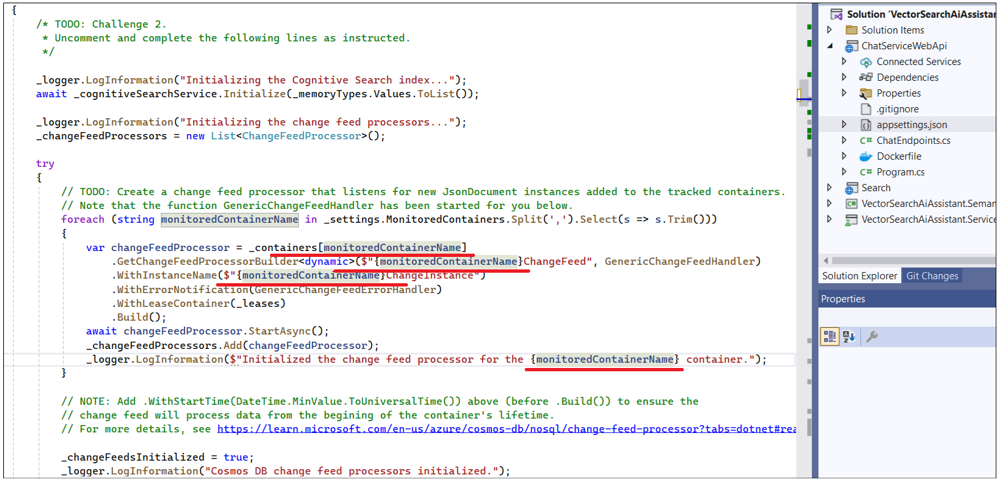 {
/* TODO: Challenge 2.
* Uncomment and complete the following lines as instructed.
*/
_logger.LogInformation("Initializing the Cognitive Search index...");
await _cognitiveSearchService.Initialize(_memoryTypes.Values.ToList());
_logger.LogInformation("Initializing the change feed processors...");
_changeFeedProcessors = new List<ChangeFeedProcessor>();
try
{
// TODO: Create a change feed processor that listens for new JsonDocument instances added to the tracked containers.
// Note that the function GenericChangeFeedHandler has been started for you below.
foreach (string monitoredContainerName in _settings.MonitoredContainers.Split(',').Select(s => s.Trim()))
{
var changeFeedProcessor = _containers[monitoredContainerName]
.GetChangeFeedProcessorBuilder<dynamic>($"{monitoredContainerName}ChangeFeed", GenericChangeFeedHandler)
.WithInstanceName($"{monitoredContainerName}ChangeInstance")
.WithErrorNotification(GenericChangeFeedErrorHandler)
.WithLeaseContainer(_leases)
.Build();
await changeFeedProcessor.StartAsync();
_changeFeedProcessors.Add(changeFeedProcessor);
_logger.LogInformation($"Initialized the change feed processor for the {monitoredContainerName} container.");
}
// NOTE: Add .WithStartTime(DateTime.MinValue.ToUniversalTime()) above (before .Build()) to ensure the
// change feed will process data from the begining of the container's lifetime.
// For more details, see https://learn.microsoft.com/en-us/azure/cosmos-db/nosql/change-feed-processor?tabs=dotnet#rea
_changeFeedsInitialized = true;
_logger.LogInformation("Cosmos DB change feed processors initialized.");
Solution 'VectorSearchAiAssistan
Solution Items
ChatServiceWebApi
Connected Services
Dependencies
Properties
.gitignore
appsettings.json
C# ChatEndpoints.cs
Dockerfile
C# Program.cs
Search
C# VectorSearchAiAssistant.Seman
VectorSearchAiAssistant.Service
Solution Explorer Git Changes
Properties